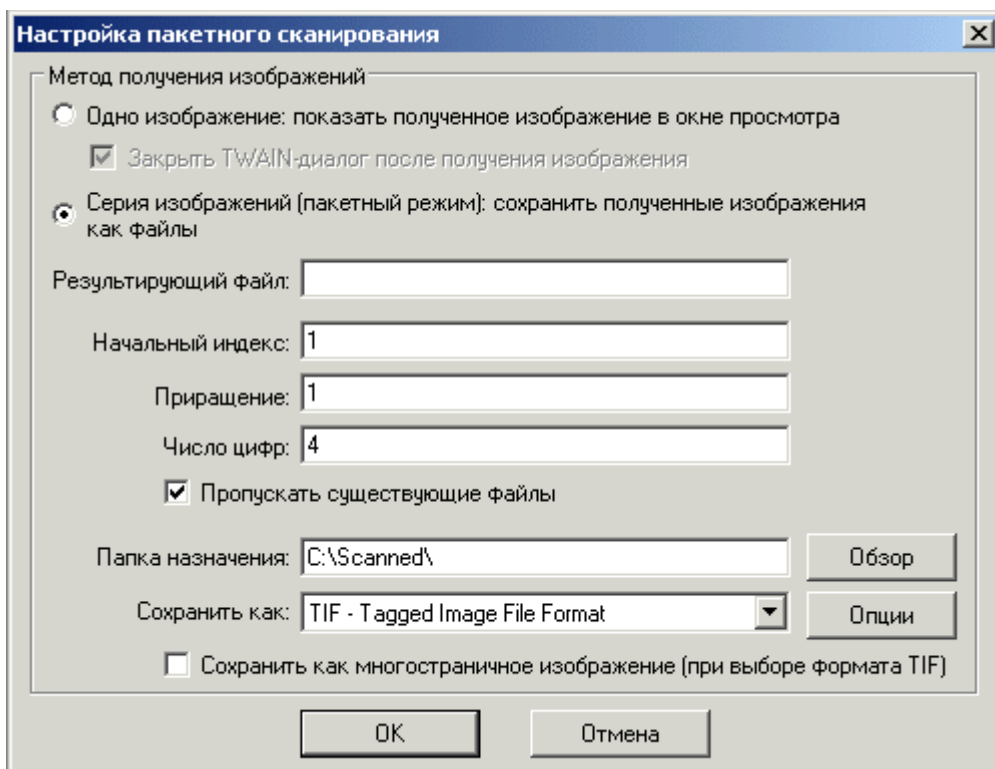 Настройка пакетного сканирования
Метод получения изображений
Одно изображение: показать полученное изображение в окне просмотра
Закрыть TWAIN-диалог после получения изображения
Серия изображений (пакетный режим): сохранить полученные изображения
как файлы
Результирующий файл:
Начальный индекс: 1
Приращение: 1
Число цифр: 4
Пропускать существующие файлы
Папка назначения: C:\Scanned\ Обзор
Сохранить как: TIF - Tagged Image File Format Опции
Сохранить как многостраничное изображение (при выборе формата TIF)
OK Отмена